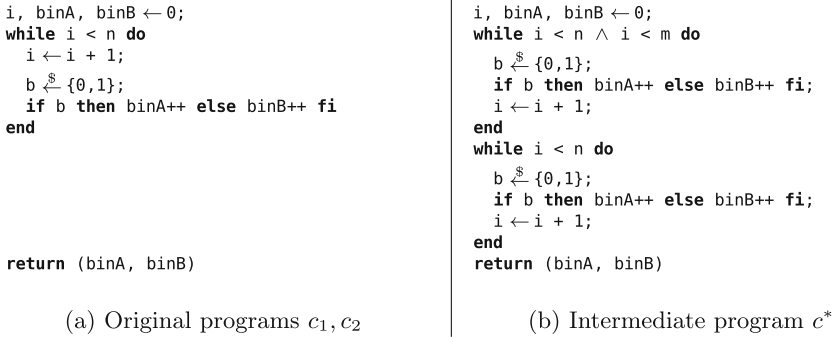 i, binA, binB ← 0;
while i < n do
i ← i + 1;
b ←$ {0,1};
if b then binA++ else binB++ fi
end
return (binA, binB)
(a) Original programs c₁, c₂
i, binA, binB ← 0;
while i < n ∧ i < m do
b ←$ {0,1};
if b then binA++ else binB++ fi;
i ← i + 1;
end
while i < n do
b ←$ {0,1};
if b then binA++ else binB++ fi;
i ← i + 1;
end
return (binA, binB)
(b) Intermediate program c*